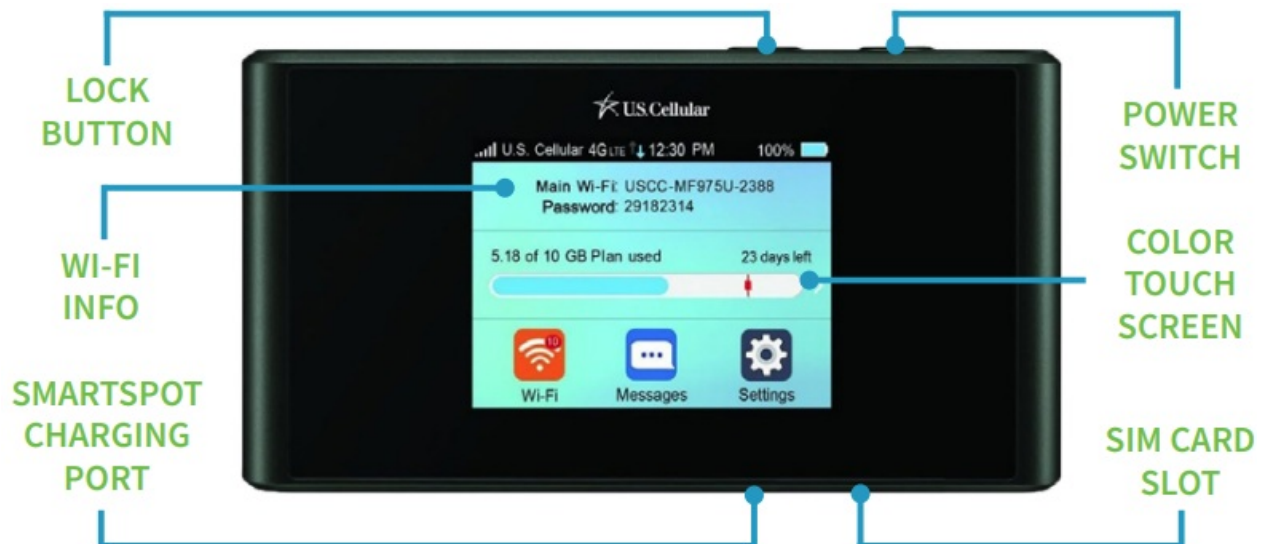 LOCK
BUTTON
POWER
SWITCH
U.S. Cellular
U.S. Cellular 4G LTE 12:30 PM 100%
Main Wi-Fi: USCC-MF975U-2388
Password: 29182314
WI-FI
INFO
COLOR
TOUCH
SCREEN
5.18 of 10 GB Plan used 23 days left
10
Wi-Fi Messages Settings
SMARTSPOT
CHARGING
PORT
SIM CARD
SLOT